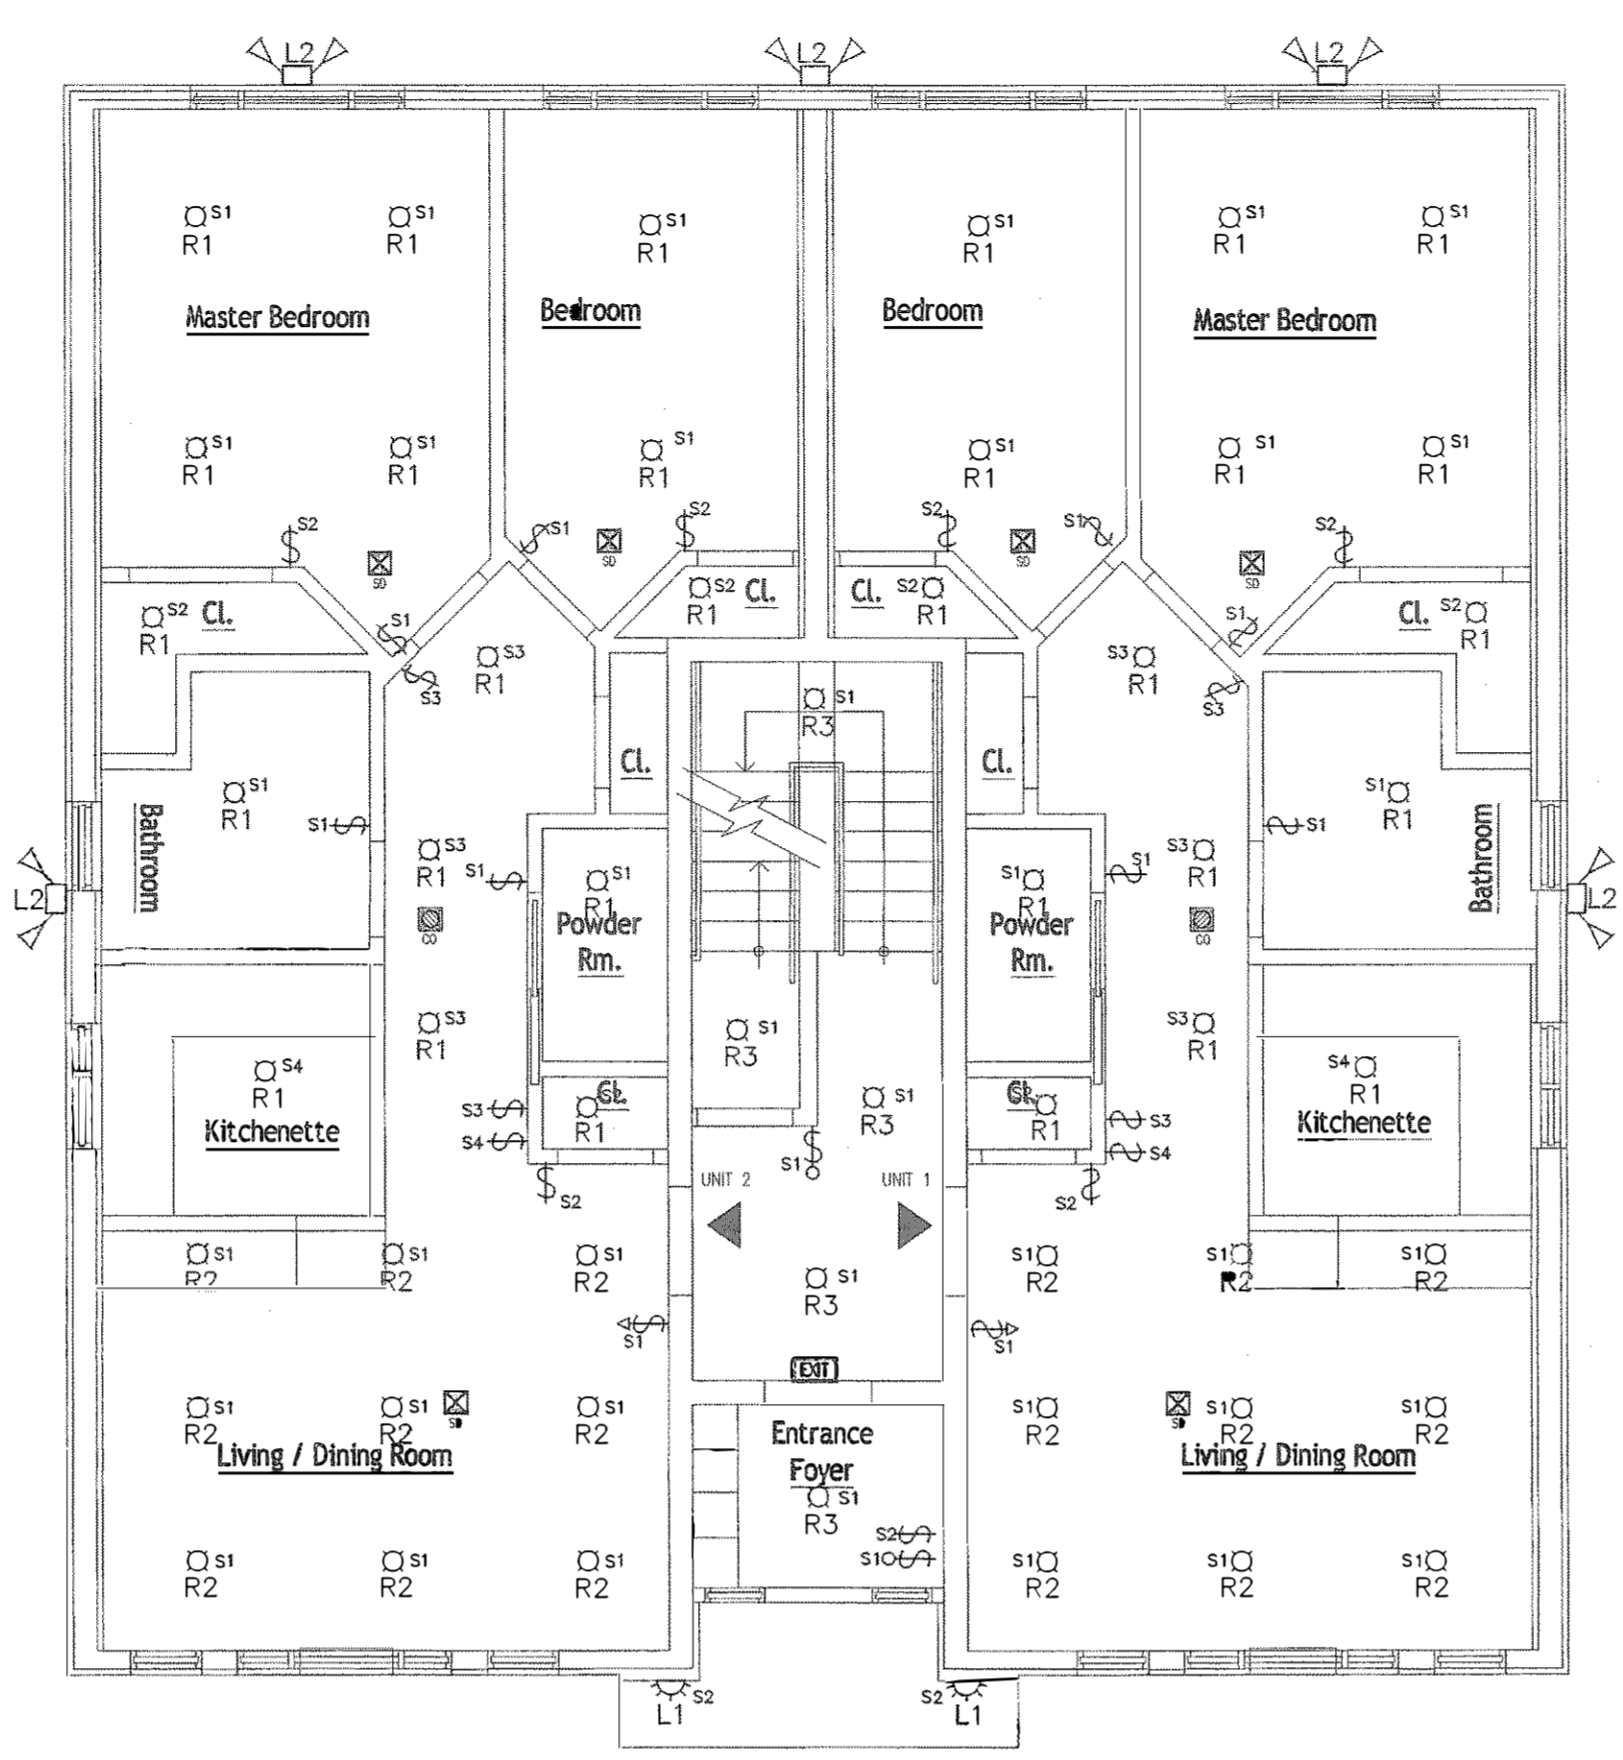 L2 L2 L2
S1 S1 S1 S1 S1 S1
R1 R1 R1 R1 R1 R1
Master Bedroom Bedroom Bedroom Master Bedroom
S1 S1 S1 S1 S1 S1
R1 R1 R1 R1 R1 R1
S2 S1 S2 S2 S1 S2
SD SD SD SD
S2 Cl. S2 Cl. Cl. S2 Cl. S2
R1 R1 R1 R1
S1 S1
S3 S3
R1 R1
S3 S3
S1
R3
Cl. Cl.
S1 S1
R1 R1
Bathroom S1 S1 Bathroom
S3 S3
R1 R1
S1 S1 S1 S1
R1 R1
L2 CO CO L2
Powder Powder
Rm. Rm.
S3 S1 S3
R1 R3 R1
S4 S4
R1 R1
S3 Cl. S1 Cl. S3
R1 R3 R1
Kitchenette Kitchenette
S4 S4
S1
UNIT 2 UNIT 1
S2 S2
S1 S1 S1 S1 S1 S1
R2 R2 R2 R2 R2 R2
S1
R3
S1 S1
EXIT
SD SD
S1 S1 S1 S1 S1 S1
R2 R2 R2 R2 R2 R2
Living / Dining Room Living / Dining Room
Entrance
Foyer
S1
R3
S2
S1
S1 S1 S1 S1 S1 S1
R2 R2 R2 R2 R2 R2
S2 S2
L1 L1